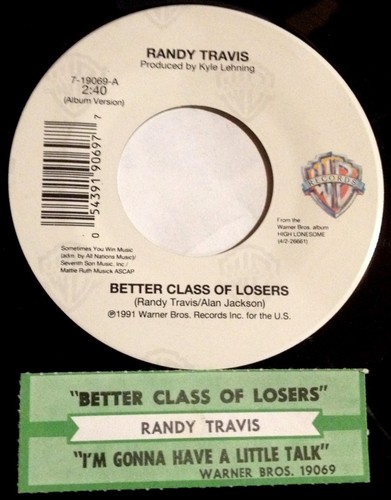 RANDY TRAVIS
Produced by Kyle Lehning
7-19069-A
2:40
(Album Version)
0 54391 90697 7
RECORDS
From the
Warner Bros. album
HIGH LONESOME
(4/2-26661)
Sometimes You Win Music
(adm. by All Nations Music)/
Seventh Son Music, Inc./
Mattie Ruth Musick ASCAP
BETTER CLASS OF LOSERS
(Randy Travis/Alan Jackson)
℗1991 Warner Bros. Records Inc. for the U.S.
"BETTER CLASS OF LOSERS"
RANDY TRAVIS
"I'M GONNA HAVE A LITTLE TALK"
WARNER BROS. 19069